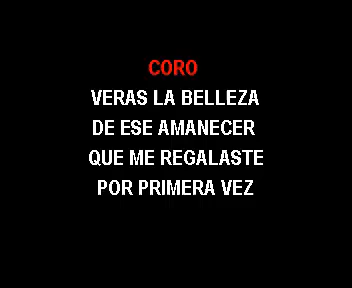 CORO
VERAS LA BELLEZA
DE ESE AMANECER
QUE ME REGALASTE
POR PRIMERA VEZ